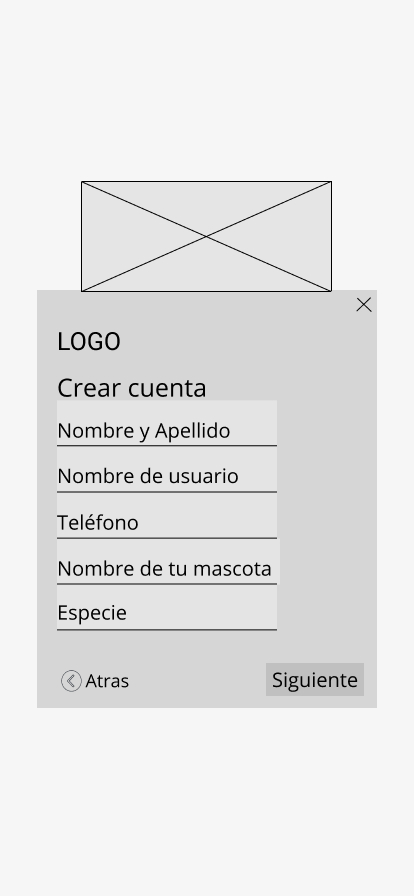 LOGO
Crear cuenta
Nombre y Apellido
Nombre de usuario
Teléfono
Nombre de tu mascota
Especie
Atras
Siguiente